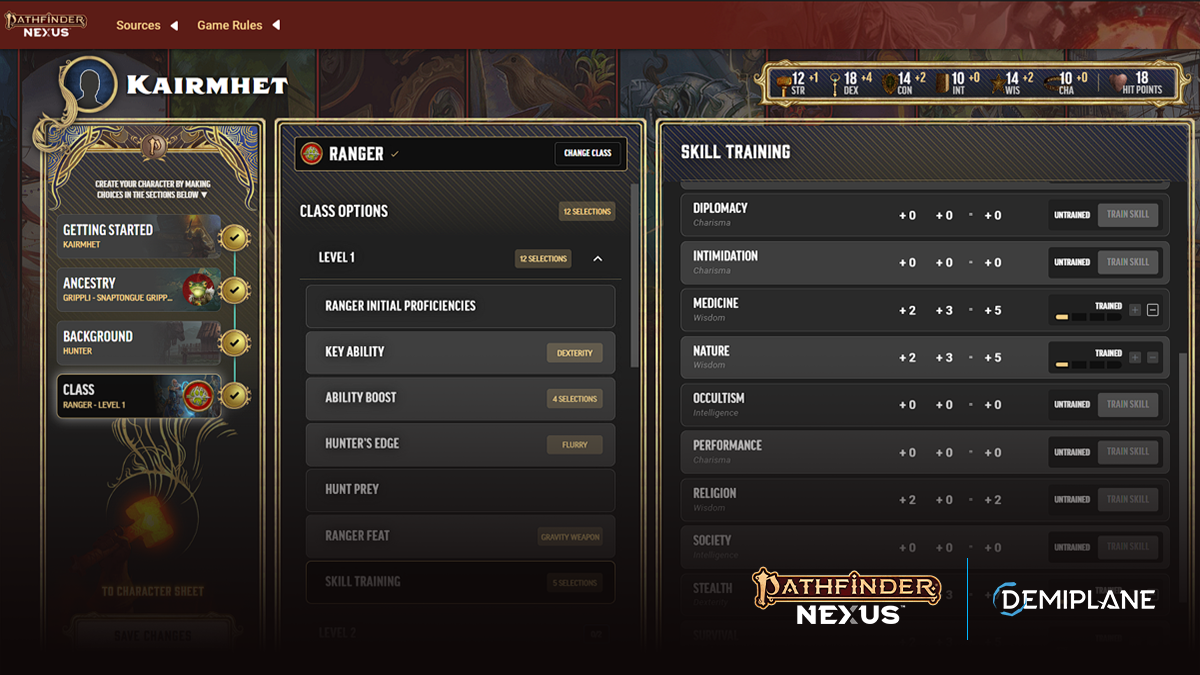 PATHFINDER
NEXUS
Sources
Game Rules
KAIRMHET
12 +1 STR
18 +4 DEX
14 +2 CON
10 +0 INT
14 +2 WIS
10 +0 CHA
18 HIT POINTS
CREATE YOUR CHARACTER BY MAKING
CHOICES IN THE SECTIONS BELOW ▼
GETTING STARTED
KAIRMHET
ANCESTRY
GRIPPLI - SNAPTONGUE GRIPP...
BACKGROUND
HUNTER
CLASS
RANGER - LEVEL 1
TO CHARACTER SHEET
SAVE CHANGES
RANGER
CHANGE CLASS
CLASS OPTIONS 12 SELECTIONS
LEVEL 1 12 SELECTIONS
RANGER INITIAL PROFICIENCIES
KEY ABILITY DEXTERITY
ABILITY BOOST 4 SELECTIONS
HUNTER'S EDGE FLURRY
HUNT PREY
RANGER FEAT GRAVITY WEAPON
SKILL TRAINING 5 SELECTIONS
LEVEL 2
SKILL TRAINING
DIPLOMACY +0 +0 - +0 UNTRAINED TRAIN SKILL
Charisma
INTIMIDATION +0 +0 - +0 UNTRAINED TRAIN SKILL
Charisma
MEDICINE +2 +3 - +5 TRAINED + -
Wisdom
NATURE +2 +3 - +5 TRAINED + -
Wisdom
OCCULTISM +0 +0 - +0 UNTRAINED TRAIN SKILL
Intelligence
PERFORMANCE +0 +0 - +0 UNTRAINED TRAIN SKILL
Charisma
RELIGION +2 +0 - +2 UNTRAINED TRAIN SKILL
Wisdom
SOCIETY +0 +0 - +0 UNTRAINED TRAIN SKILL
Intelligence
STEALTH
SURVIVAL
PATHFINDER
NEXUS™
DEMIPLANE